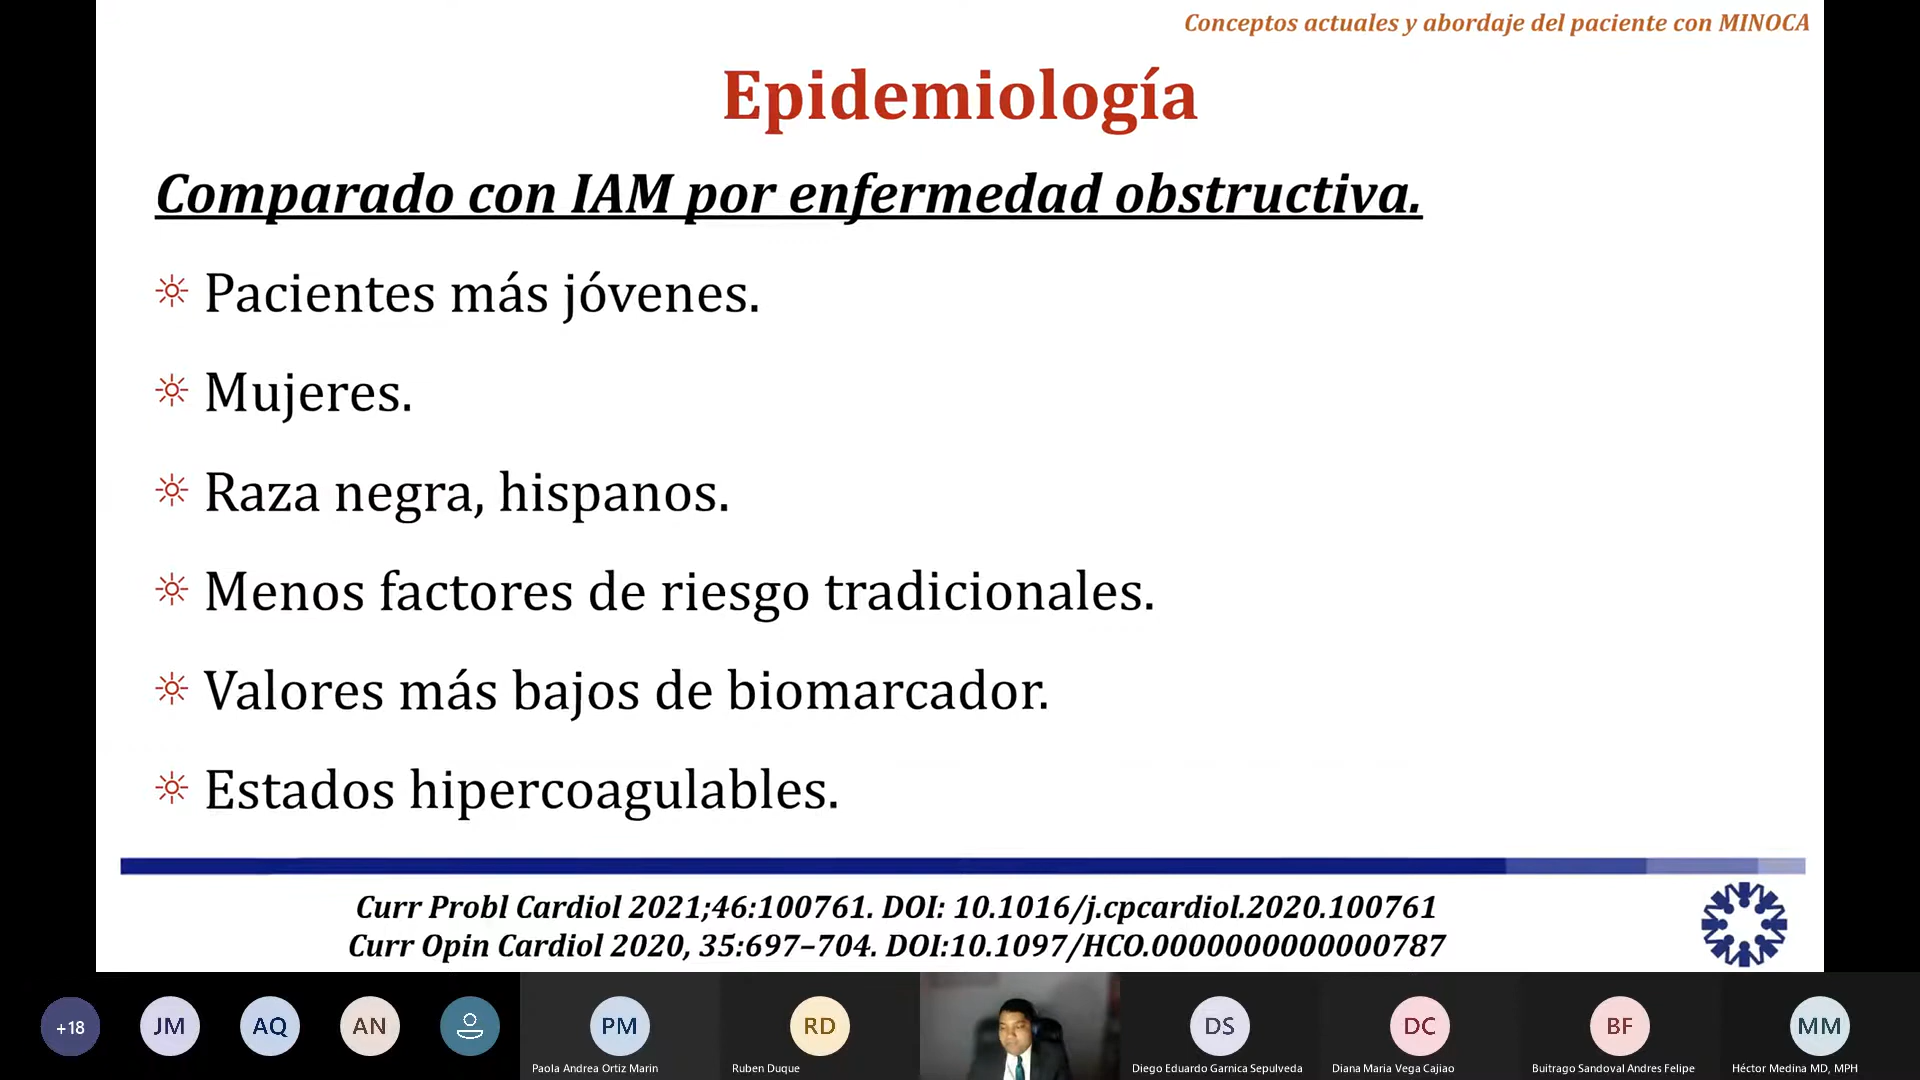 Conceptos actuales y abordaje del paciente con MINOCA
Epidemiología
Comparado con IAM por enfermedad obstructiva.
Pacientes más jóvenes.
Mujeres.
Raza negra, hispanos.
Menos factores de riesgo tradicionales.
Valores más bajos de biomarcador.
Estados hipercoagulables.
Curr Probl Cardiol 2021;46:100761. DOI: 10.1016/j.cpcardiol.2020.100761
Curr Opin Cardiol 2020, 35:697–704. DOI:10.1097/HCO.0000000000000787
+18 JM AQ AN PM RD DS DC BF MM
Paola Andrea Ortiz Marin Ruben Duque Diego Eduardo Garnica Sepulveda Diana Maria Vega Cajiao Buitrago Sandoval Andres Felipe Héctor Medina MD, MPH